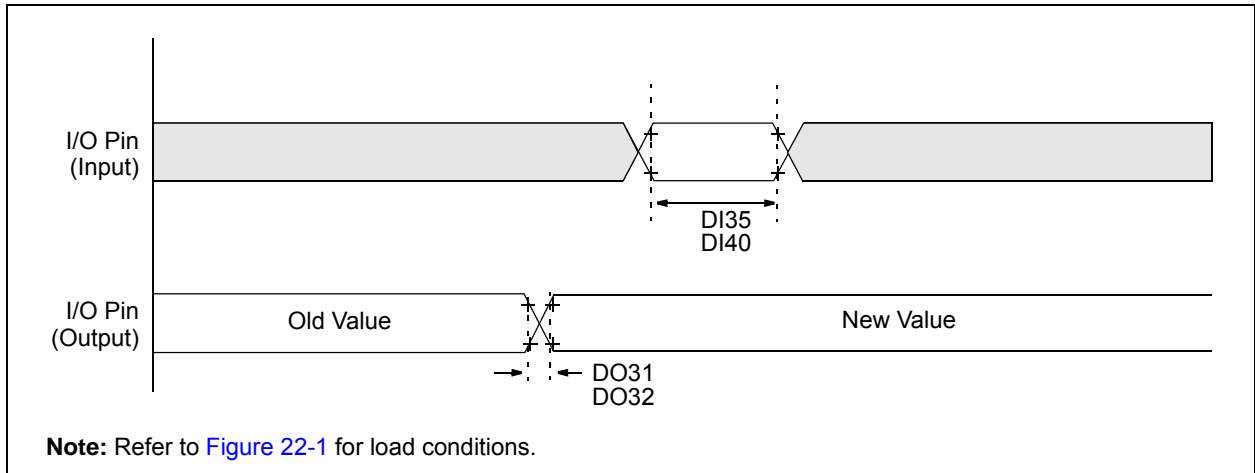 I/O Pin
(Input)
DI35
DI40
I/O Pin
(Output)
Old Value
New Value
DO31
DO32
Note: Refer to Figure 22-1 for load conditions.